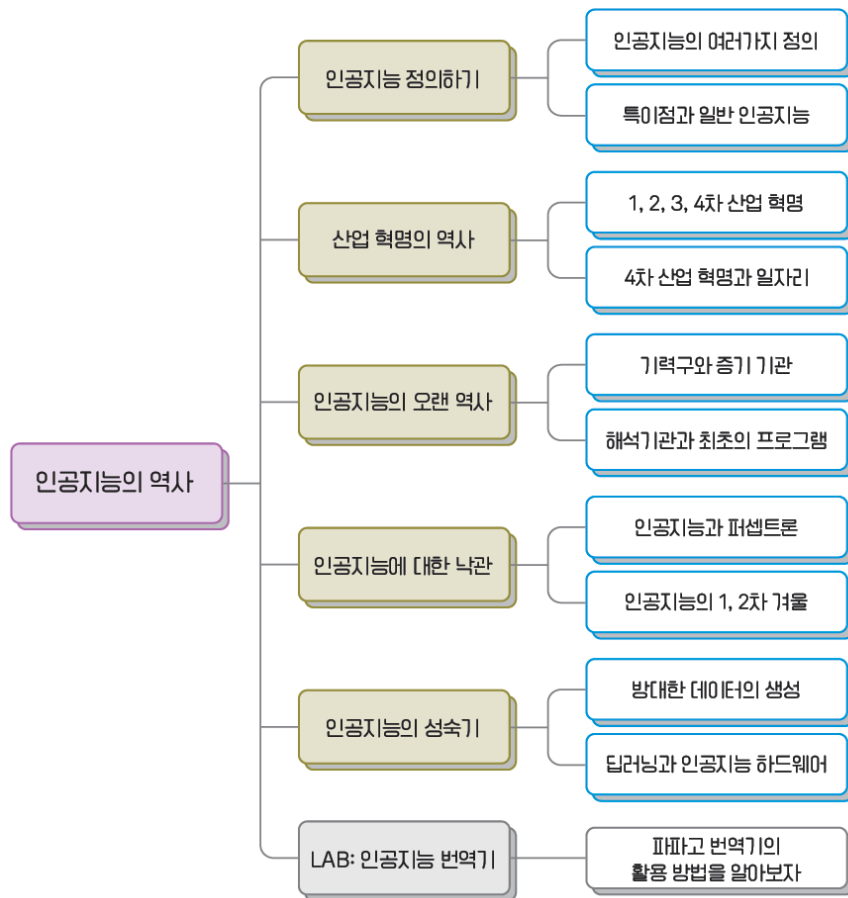 인공지능의 역사
인공지능 정의하기
인공지능의 여러가지 정의
특이점과 일반 인공지능
산업 혁명의 역사
1, 2, 3, 4차 산업 혁명
4차 산업 혁명과 일자리
인공지능의 오랜 역사
기력구와 증기 기관
해석기관과 최초의 프로그램
인공지능에 대한 낙관
인공지능과 퍼셉트론
인공지능의 1, 2차 겨울
인공지능의 성숙기
방대한 데이터의 생성
딥러닝과 인공지능 하드웨어
LAB: 인공지능 번역기
파파고 번역기의
활용 방법을 알아보자